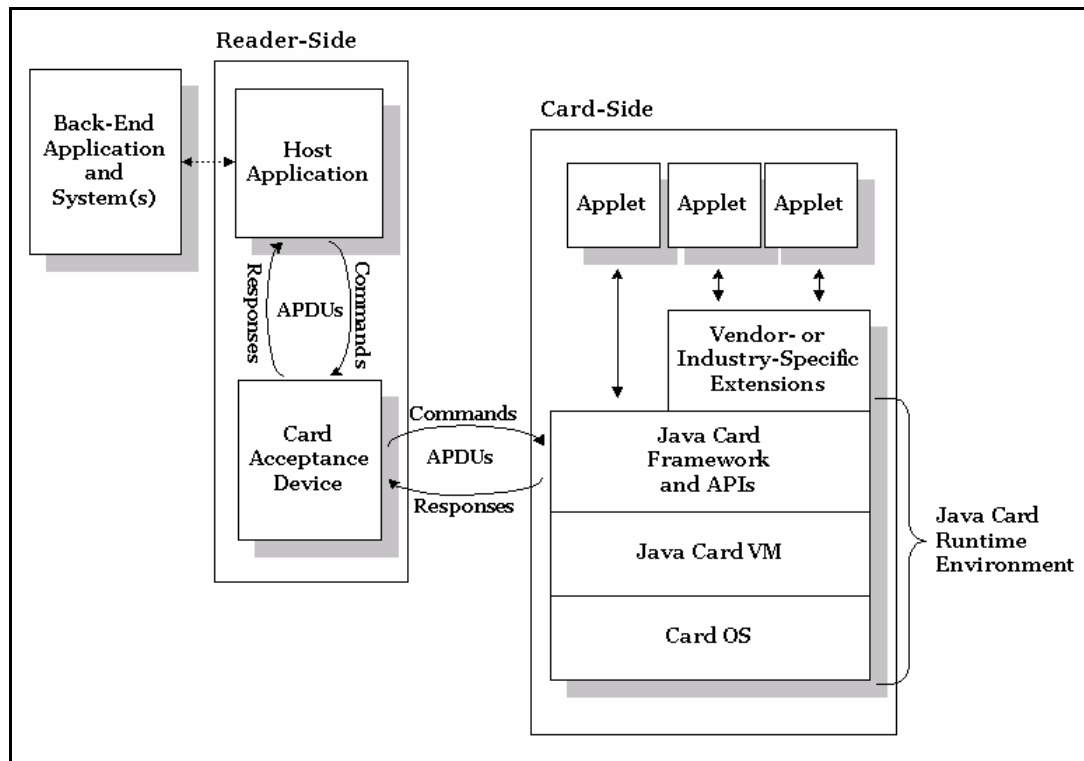 Reader-Side
Back-End
Application
and
System(s)
Host
Application
Responses
APDUs
Commands
Card
Acceptance
Device
Commands
APDUs
Responses
Card-Side
Applet
Applet
Applet
Vendor- or
Industry-Specific
Extensions
Java Card
Framework
and APIs
Java Card VM
Card OS
Java Card
Runtime
Environment